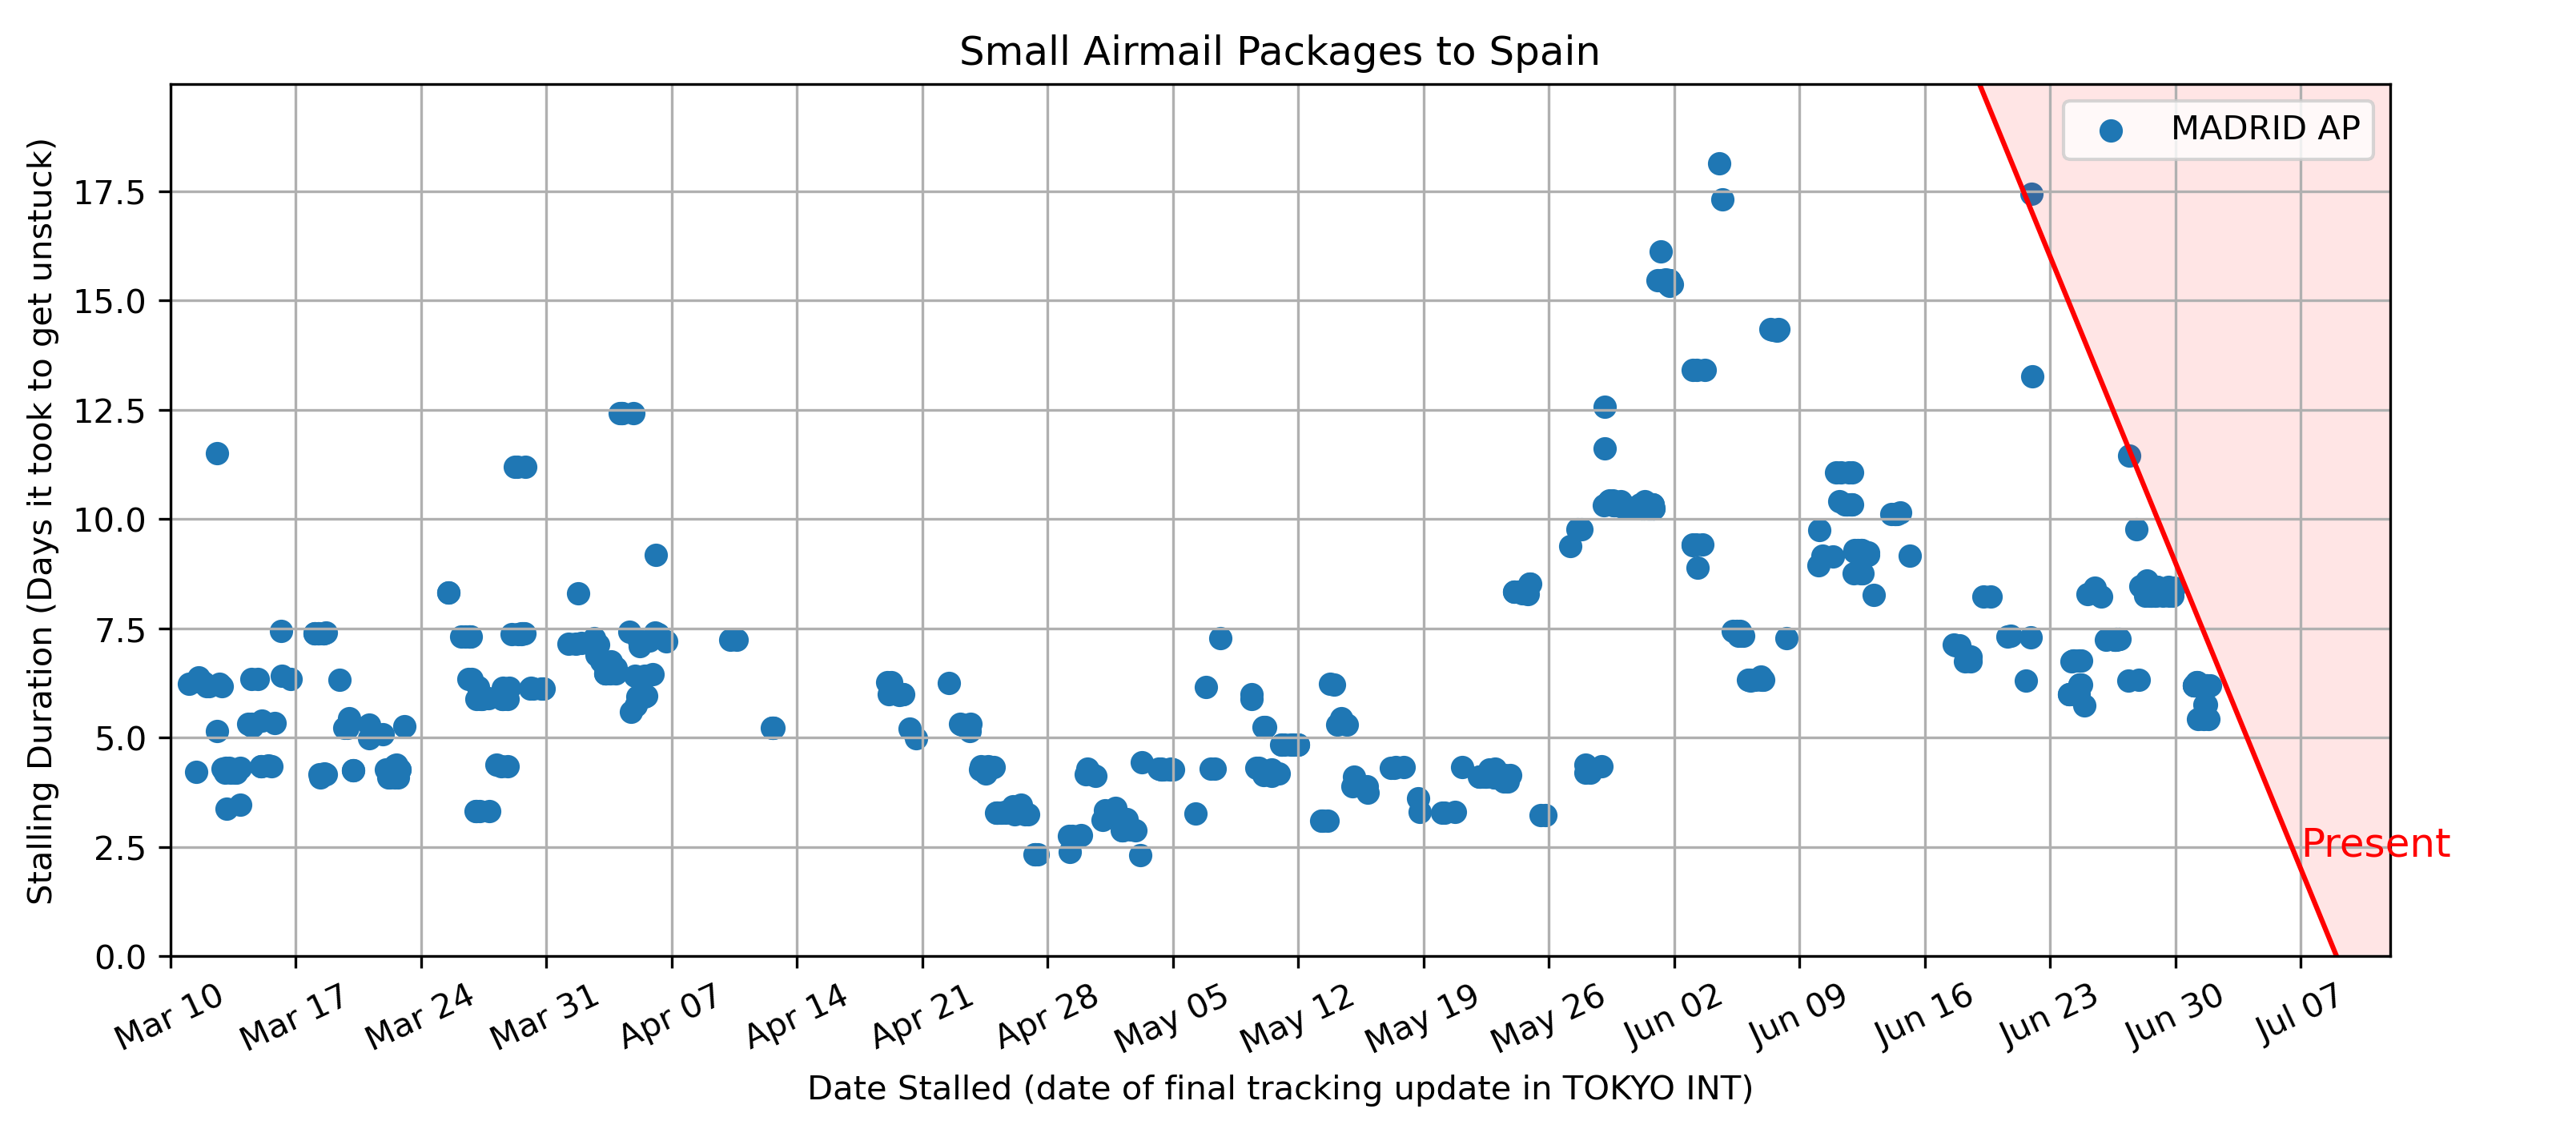 Small Airmail Packages to Spain
MADRID AP
Stalling Duration (Days it took to get unstuck)
17.5
15.0
12.5
10.0
7.5
5.0
2.5
0.0
Present
Mar 10
Mar 17
Mar 24
Mar 31
Apr 07
Apr 14
Apr 21
Apr 28
May 05
May 12
May 19
May 26
Jun 02
Jun 09
Jun 16
Jun 23
Jun 30
Jul 07
Date Stalled (date of final tracking update in TOKYO INT)